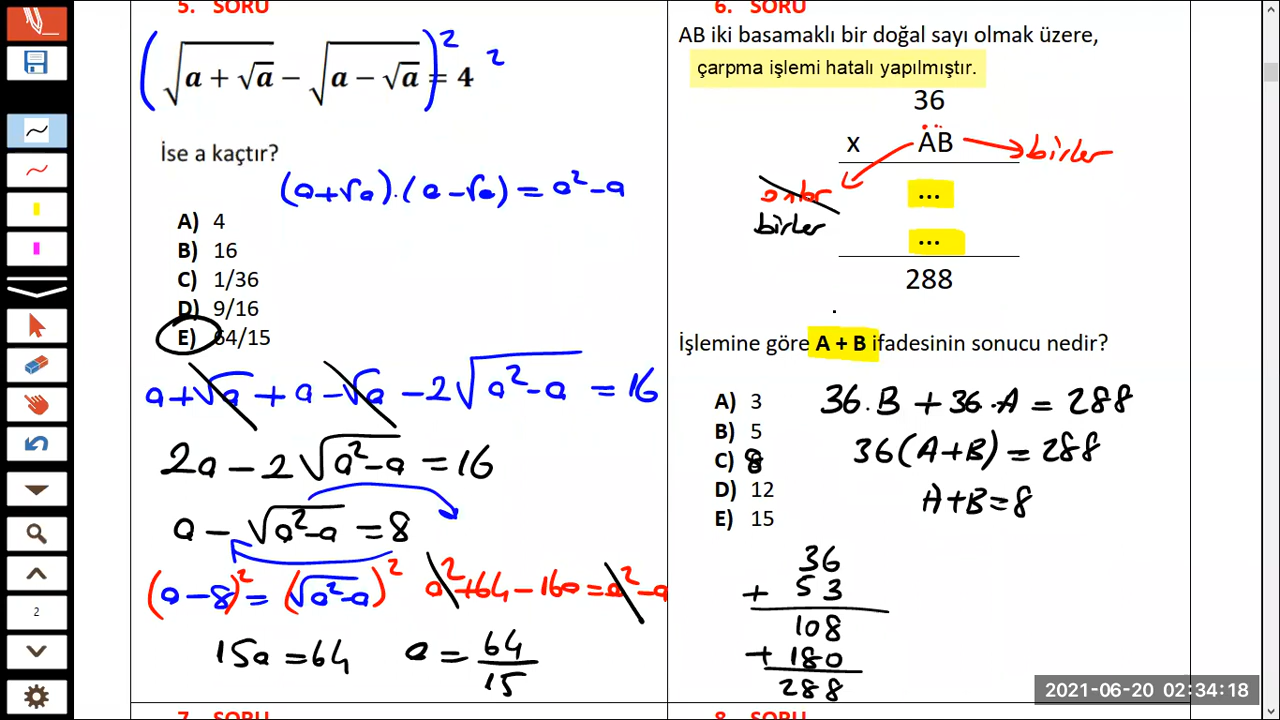 5. SORU
(√a + √a − √a − √a)² = 4 ²
İse a kaçtır?
(a+√a).(a-√a) = a²-a
A) 4
B) 16
C) 1/36
D) 9/16
E) 64/15
a+√a + a - √a - 2√a²-a = 16
2a - 2√a²-a = 16
a - √a²-a = 8
(a-8)² = (√a²-a)²
a²+64-16a=a²-a
15a=64
a = 64/15
7. SORU
6. SORU
AB iki basamaklı bir doğal sayı olmak üzere,
çarpma işlemi hatalı yapılmıştır.
36
x AB
birler
onlar
birler
...
...
288
İşlemine göre A + B ifadesinin sonucu nedir?
A) 3
B) 5
C) 8
D) 12
E) 15
36.B + 36.A = 288
36(A+B) = 288
A+B=8
36
+ 53
108
+ 180
288
8. SORU
2
2021-06-20 02:34:18